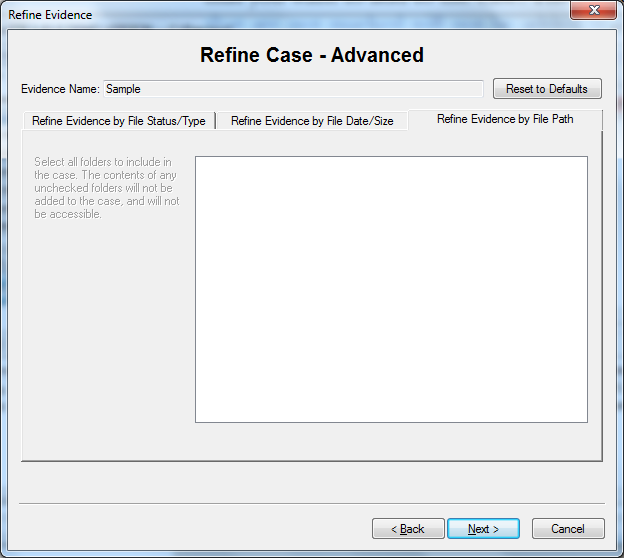 Refine Evidence
Refine Case - Advanced
Evidence Name: Sample
Reset to Defaults
Refine Evidence by File Status/Type
Refine Evidence by File Date/Size
Refine Evidence by File Path
Select all folders to include in
the case. The contents of any
unchecked folders will not be
added to the case, and will not
be accessible.
< Back
Next >
Cancel